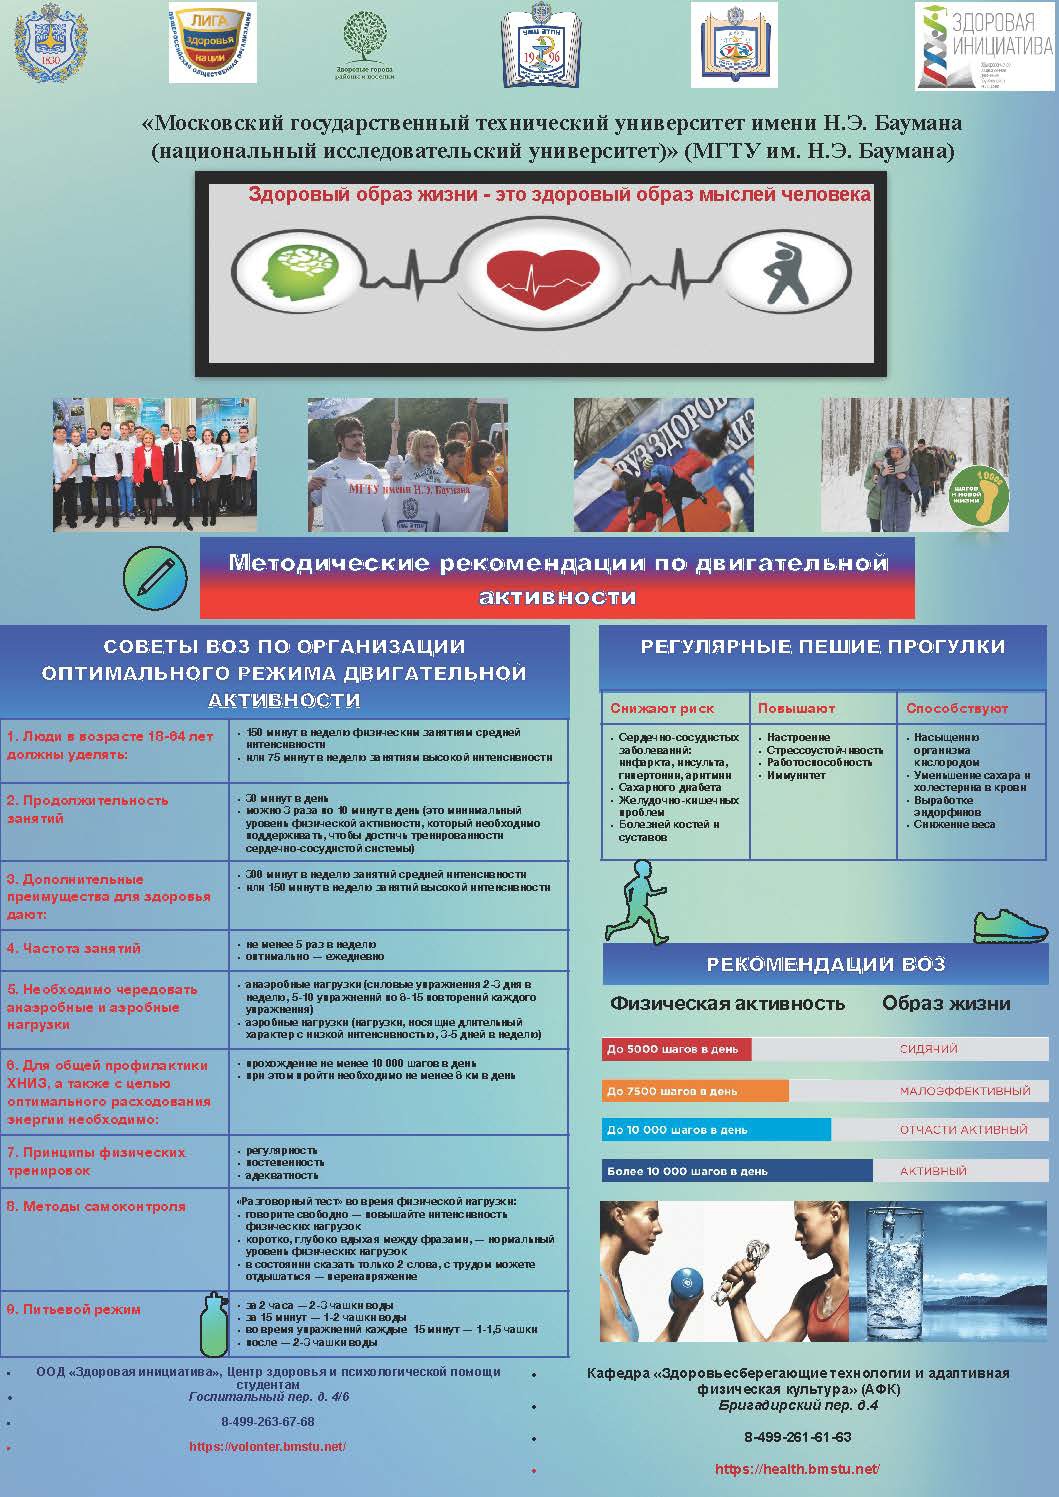 1830
ОБЩЕРОССИЙСКАЯ ОБЩЕСТВЕННАЯ ОРГАНИЗАЦИЯ
ЛИГА
здоровья
нации
Здоровые города
районы и поселки
УМЦ ЗТПИ
19 96
ЗДОРОВАЯ
ИНИЦИАТИВА
«Московский государственный технический университет имени Н.Э. Баумана
(национальный исследовательский университет)» (МГТУ им. Н.Э. Баумана)
Здоровый образ жизни - это здоровый образ мыслей человека
МГТУ имени Н.Э. Баумана
ВУЗ ЗДОРОВ
10000
ШАГОВ
К НОВОЙ
ЖИЗНИ
Методические рекомендации по двигательной
активности
СОВЕТЫ ВОЗ ПО ОРГАНИЗАЦИИ
ОПТИМАЛЬНОГО РЕЖИМА ДВИГАТЕЛЬНОЙ
АКТИВНОСТИ
1. Люди в возрасте 18-64 лет
должны уделять:
• 150 минут в неделю физическим занятиям средней
интенсивности
• или 75 минут в неделю занятиям высокой интенсивности
2. Продолжительность
занятий
• 30 минут в день
• можно 3 раза по 10 минут в день (это минимальный
уровень физической активности, который необходимо
поддерживать, чтобы достичь тренированности
сердечно-сосудистой системы)
3. Дополнительные
преимущества для здоровья
дают:
• 300 минут в неделю занятий средней интенсивности
• или 150 минут в неделю занятий высокой интенсивности
4. Частота занятий
• не менее 5 раз в неделю
• оптимально — ежедневно
5. Необходимо чередовать
анаэробные и аэробные
нагрузки
• анаэробные нагрузки (силовые упражнения 2-3 дня в
неделю, 5-10 упражнений по 8-15 повторений каждого
упражнения)
• аэробные нагрузки (нагрузки, носящие длительный
характер с низкой интенсивностью, 3-5 дней в неделю)
6. Для общей профилактики
ХНИЗ, а также с целью
оптимального расходования
энергии необходимо:
• прохождение не менее 10 000 шагов в день
• при этом пройти необходимо не менее 8 км в день
7. Принципы физических
тренировок
• регулярность
• постепенность
• адекватность
8. Методы самоконтроля
«Разговорный тест» во время физической нагрузки:
• говорите свободно — повышайте интенсивность
физических нагрузок
• коротко, глубоко вдыхая между фразами, — нормальный
уровень физических нагрузок
• в состоянии сказать только 2 слова, с трудом можете
отдышаться — перенапряжение
9. Питьевой режим
• за 2 часа — 2-3 чашки воды
• за 15 минут — 1-2 чашки воды
• во время упражнений каждые 15 минут — 1-1,5 чашки
• после — 2-3 чашки воды
РЕГУЛЯРНЫЕ ПЕШИЕ ПРОГУЛКИ
Снижают риск
• Сердечно-сосудистых
заболеваний:
инфаркта, инсульта,
гипертонии, аритмии
• Сахарного диабета
• Желудочно-кишечных
проблем
• Болезней костей и
суставов
Повышают
• Настроение
• Стрессоустойчивость
• Работоспособность
• Иммунитет
Способствуют
• Насыщению
организма
кислородом
• Уменьшение сахара и
холестерина в крови
• Выработке
эндорфинов
• Снижение веса
РЕКОМЕНДАЦИИ ВОЗ
Физическая активность Образ жизни
До 5000 шагов в день СИДЯЧИЙ
До 7500 шагов в день МАЛОЭФФЕКТИВНЫЙ
До 10 000 шагов в день ОТЧАСТИ АКТИВНЫЙ
Более 10 000 шагов в день АКТИВНЫЙ
• ООД «Здоровая инициатива», Центр здоровья и психологической помощи
студентам
• Госпитальный пер. д. 4/6
• 8-499-263-67-68
• https://volonter.bmstu.net/
• Кафедра «Здоровьесберегающие технологии и адаптивная
физическая культура» (АФК)
• Бригадирский пер. д.4
• 8-499-261-61-63
• https://health.bmstu.net/